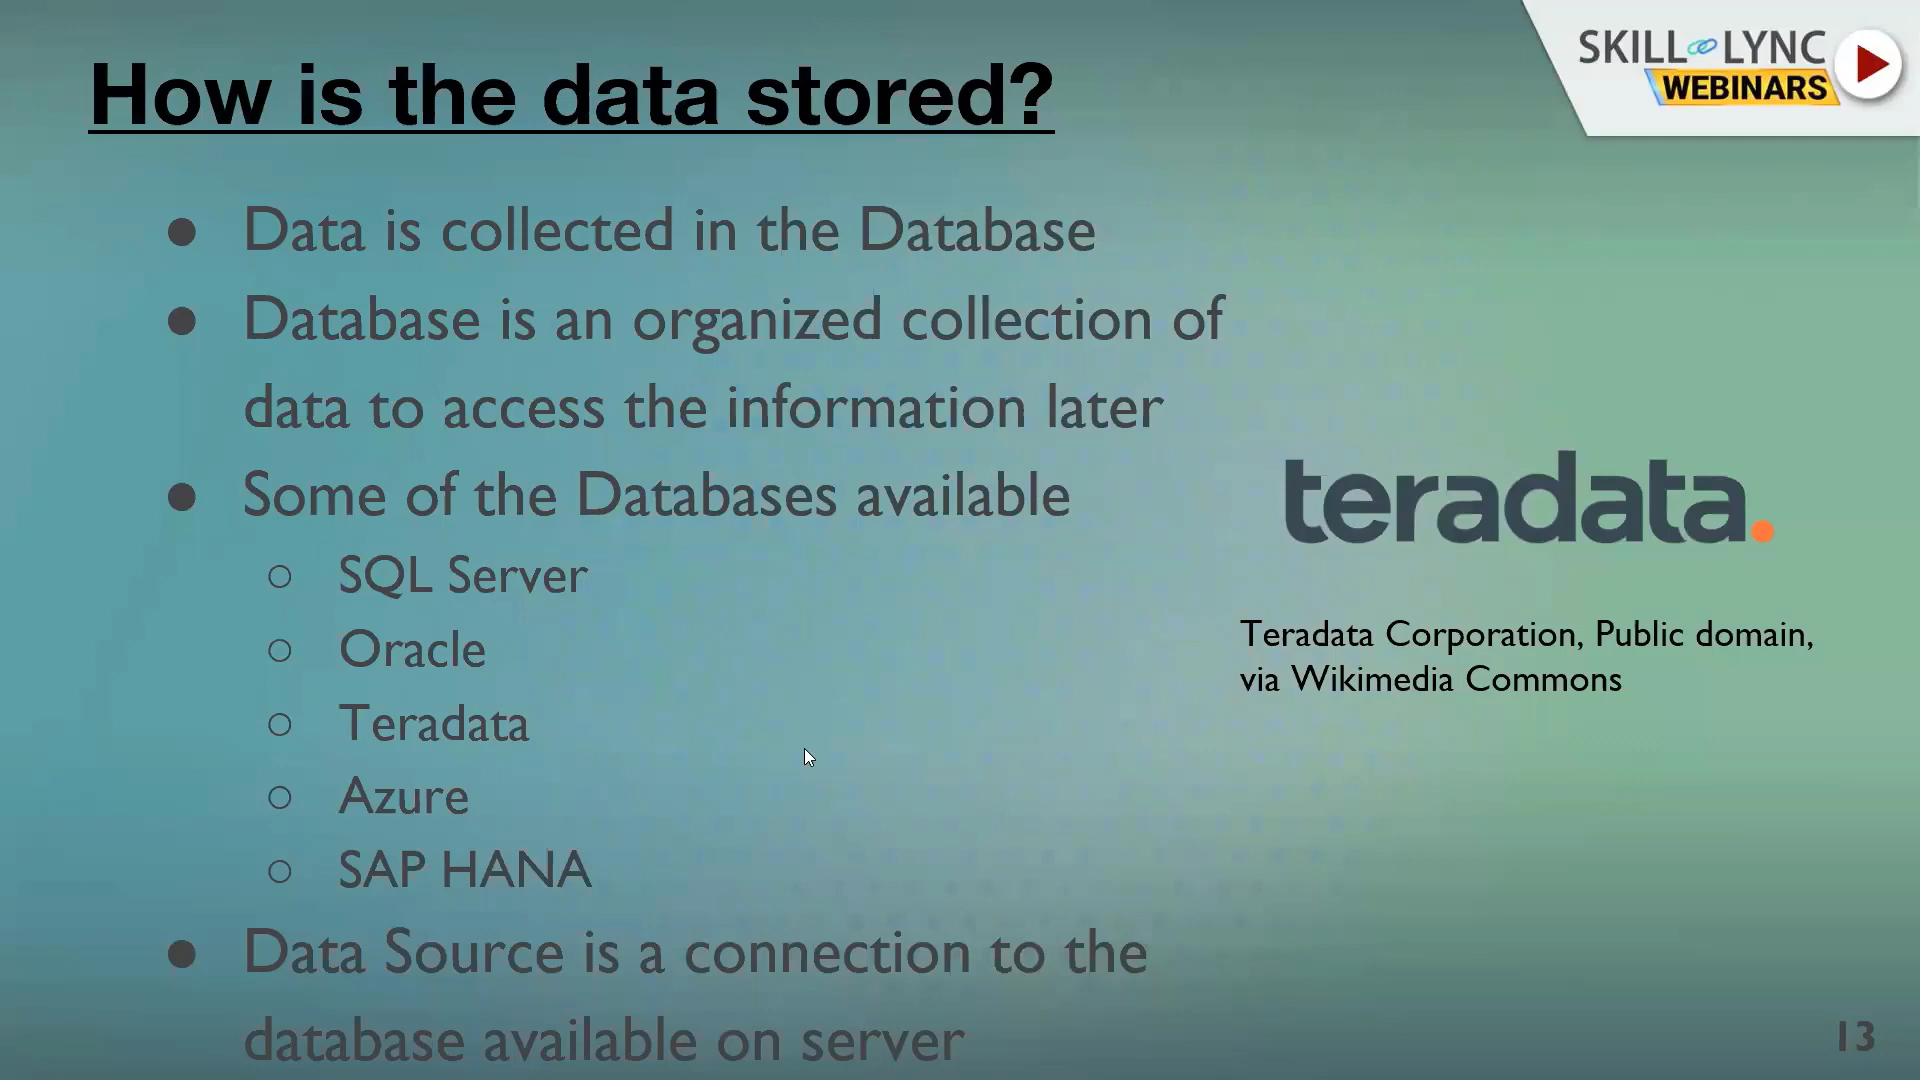 How is the data stored?
SKILL LYNC
WEBINARS
● Data is collected in the Database
● Database is an organized collection of
data to access the information later
● Some of the Databases available
○ SQL Server
○ Oracle
○ Teradata
○ Azure
○ SAP HANA
● Data Source is a connection to the
database available on server
teradata.
Teradata Corporation, Public domain,
via Wikimedia Commons
13